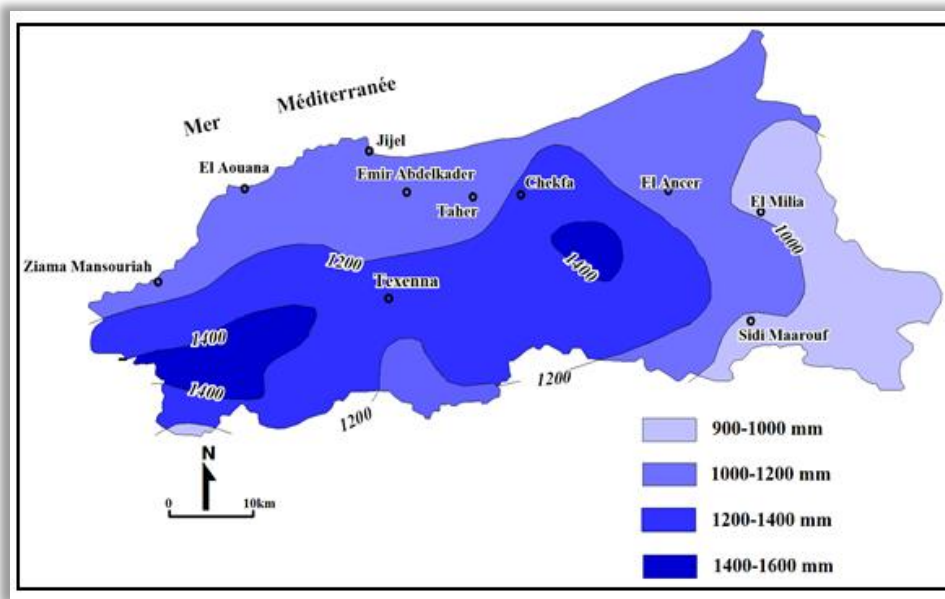 Mer Méditerranée
Jijel
El Aouana
Emir Abdelkader
Chekfa
El Ancer
Taher
El Milia
1000
1200
1400
Ziama Mansouriah
Texenna
1400
Sidi Maarouf
1400
1200
1200
N
0 10km
900-1000 mm
1000-1200 mm
1200-1400 mm
1400-1600 mm